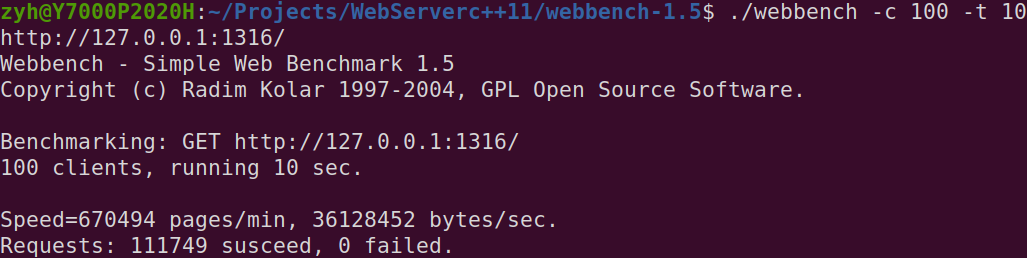 zyh@Y7000P2020H:~/Projects/WebServerc++11/webbench-1.5$ ./webbench -c 100 -t 10
http://127.0.0.1:1316/
Webbench - Simple Web Benchmark 1.5
Copyright (c) Radim Kolar 1997-2004, GPL Open Source Software.
Benchmarking: GET http://127.0.0.1:1316/
100 clients, running 10 sec.
Speed=670494 pages/min, 36128452 bytes/sec.
Requests: 111749 susceed, 0 failed.